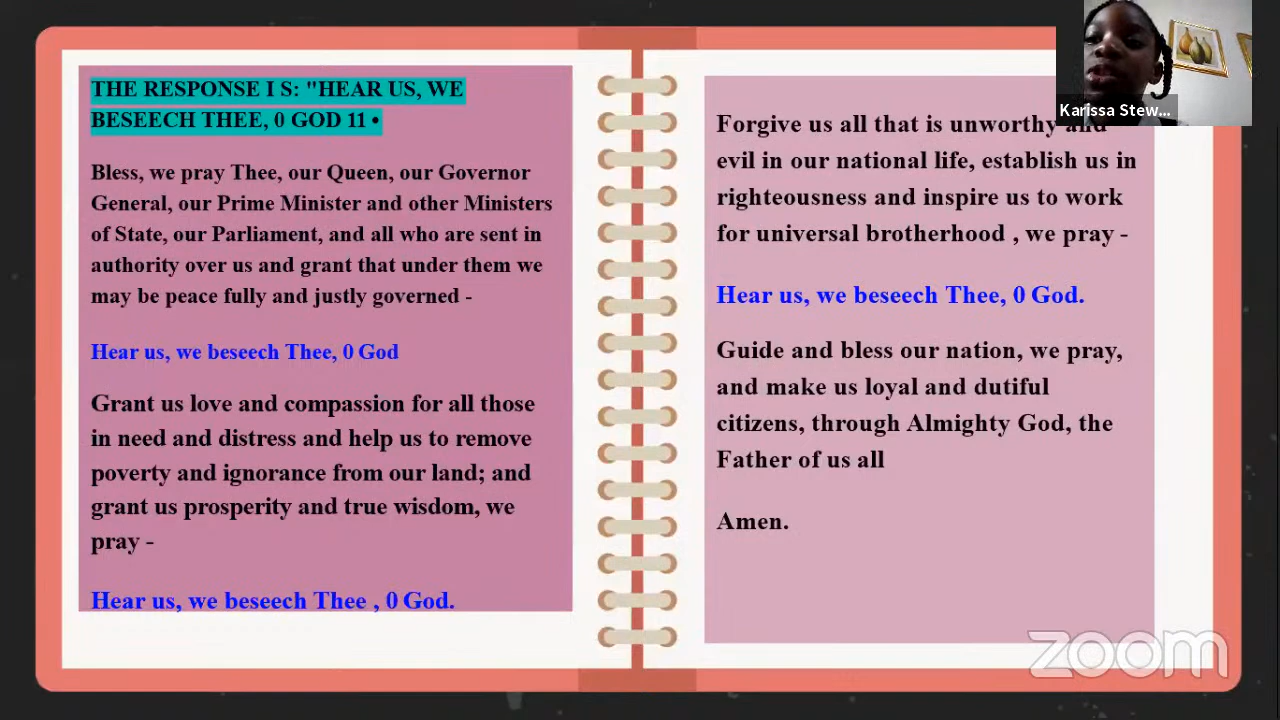 THE RESPONSE I S: "HEAR US, WE
BESEECH THEE, 0 GOD 11 •
Bless, we pray Thee, our Queen, our Governor
General, our Prime Minister and other Ministers
of State, our Parliament, and all who are sent in
authority over us and grant that under them we
may be peace fully and justly governed -
Hear us, we beseech Thee, 0 God
Grant us love and compassion for all those
in need and distress and help us to remove
poverty and ignorance from our land; and
grant us prosperity and true wisdom, we
pray -
Hear us, we beseech Thee , 0 God.
Forgive us all that is unworthy and
evil in our national life, establish us in
righteousness and inspire us to work
for universal brotherhood , we pray -
Hear us, we beseech Thee, 0 God.
Guide and bless our nation, we pray,
and make us loyal and dutiful
citizens, through Almighty God, the
Father of us all
Amen.
Karissa Stew...
zoom